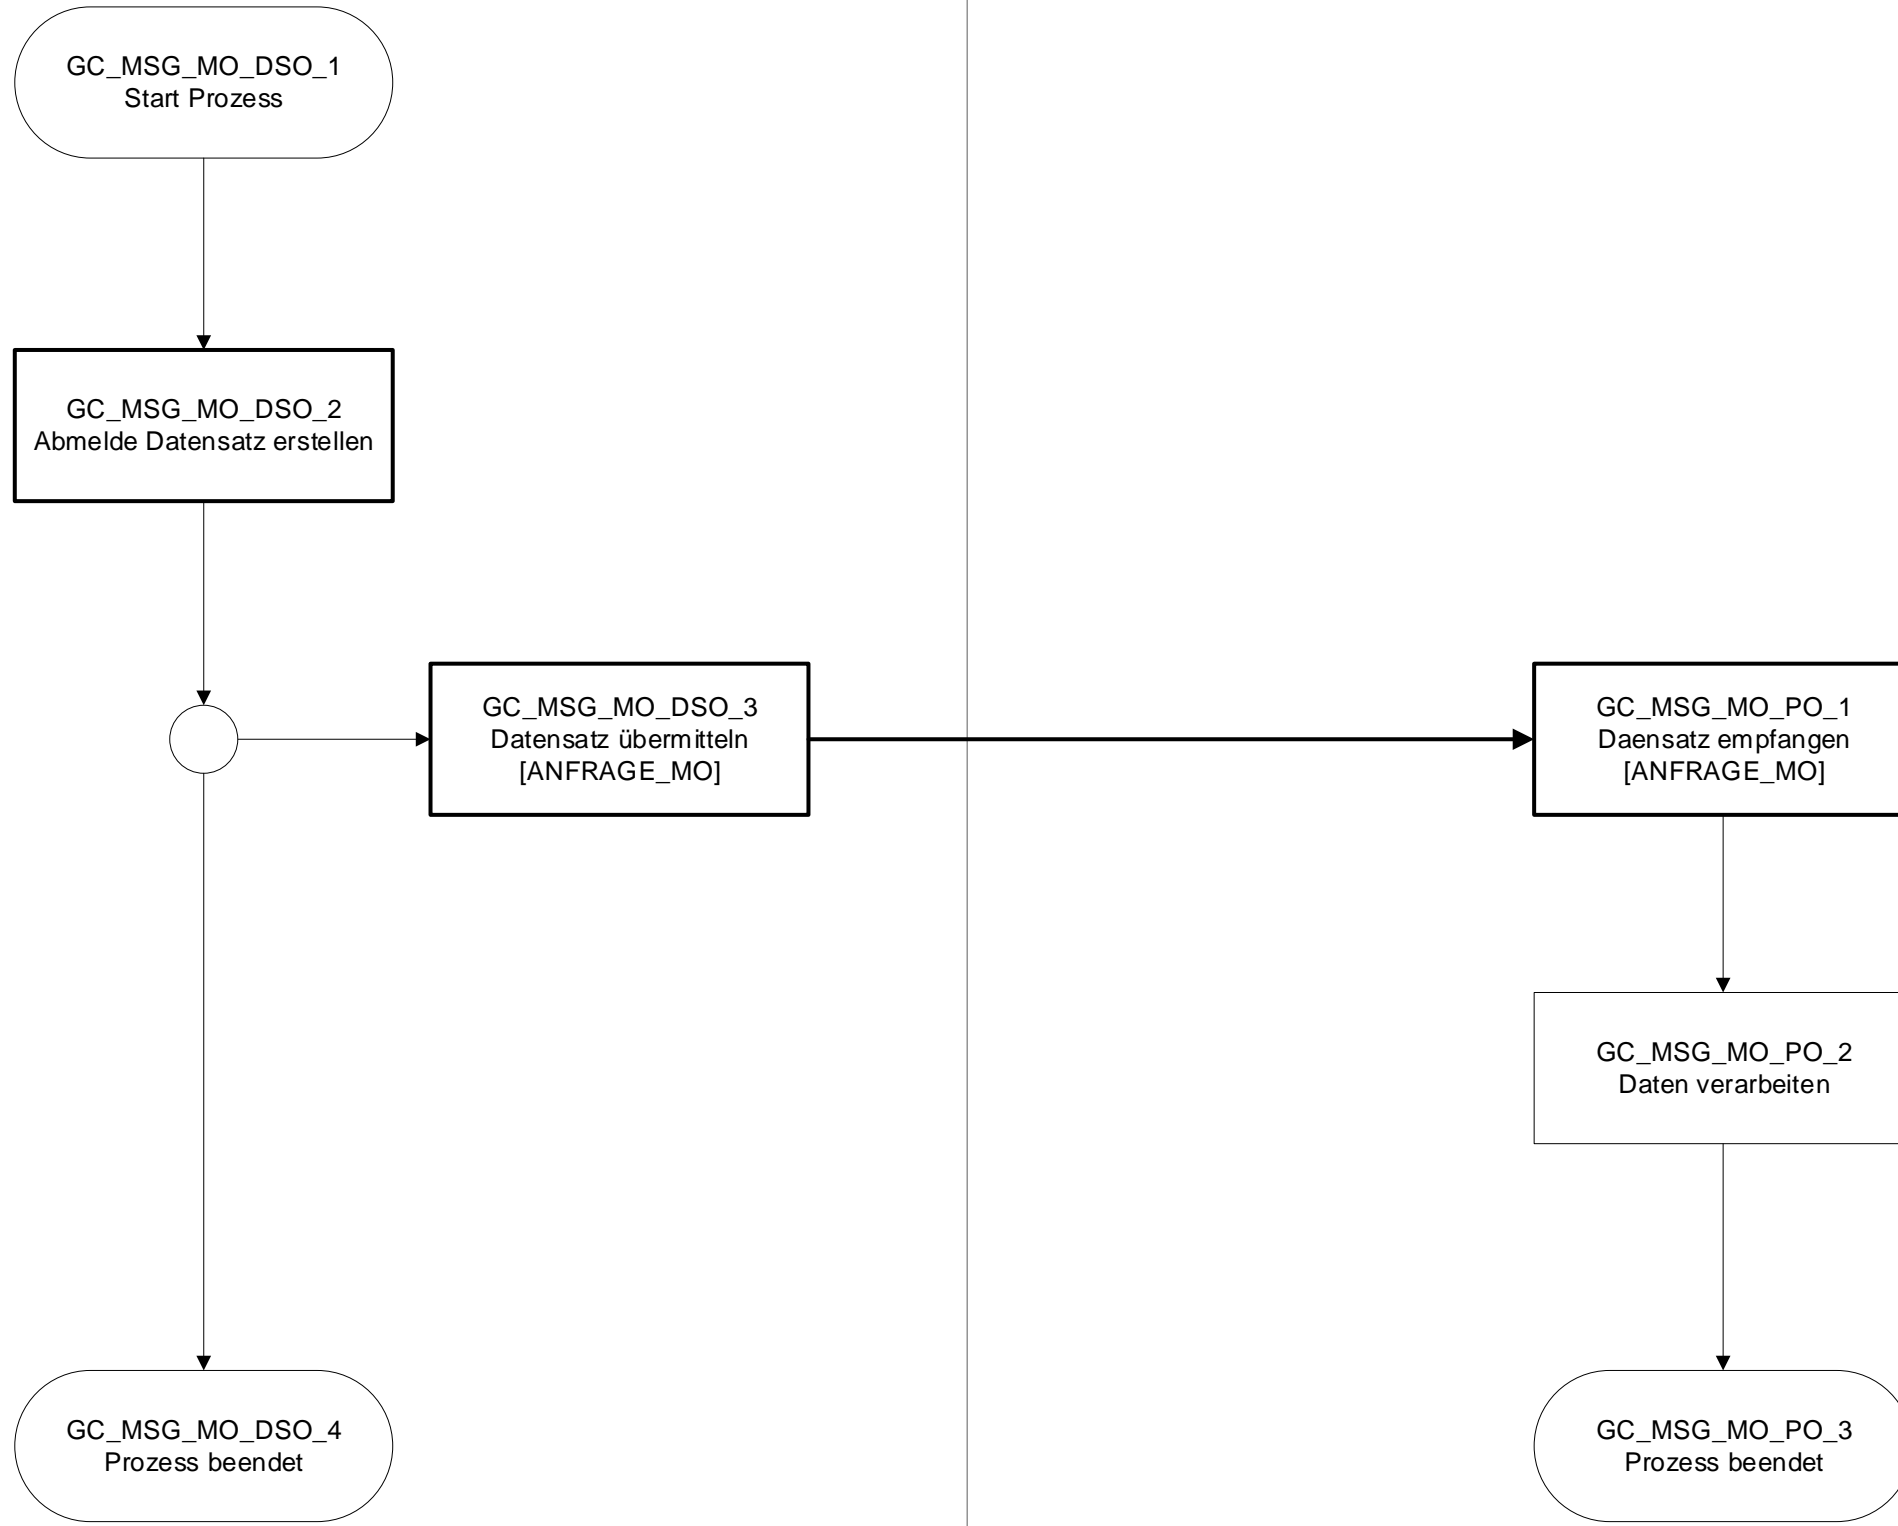 GC_MSG_MO_DSO_1
Start Prozess
GC_MSG_MO_DSO_2
Abmelde Datensatz erstellen
GC_MSG_MO_DSO_3
Datensatz übermitteln
[ANFRAGE_MO]
GC_MSG_MO_PO_1
Daensatz empfangen
[ANFRAGE_MO]
GC_MSG_MO_PO_2
Daten verarbeiten
GC_MSG_MO_DSO_4
Prozess beendet
GC_MSG_MO_PO_3
Prozess beendet